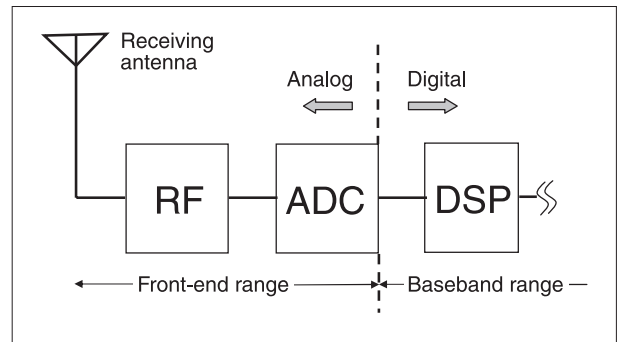 Receiving
antenna
Analog Digital
RF ADC DSP
Front-end range Baseband range